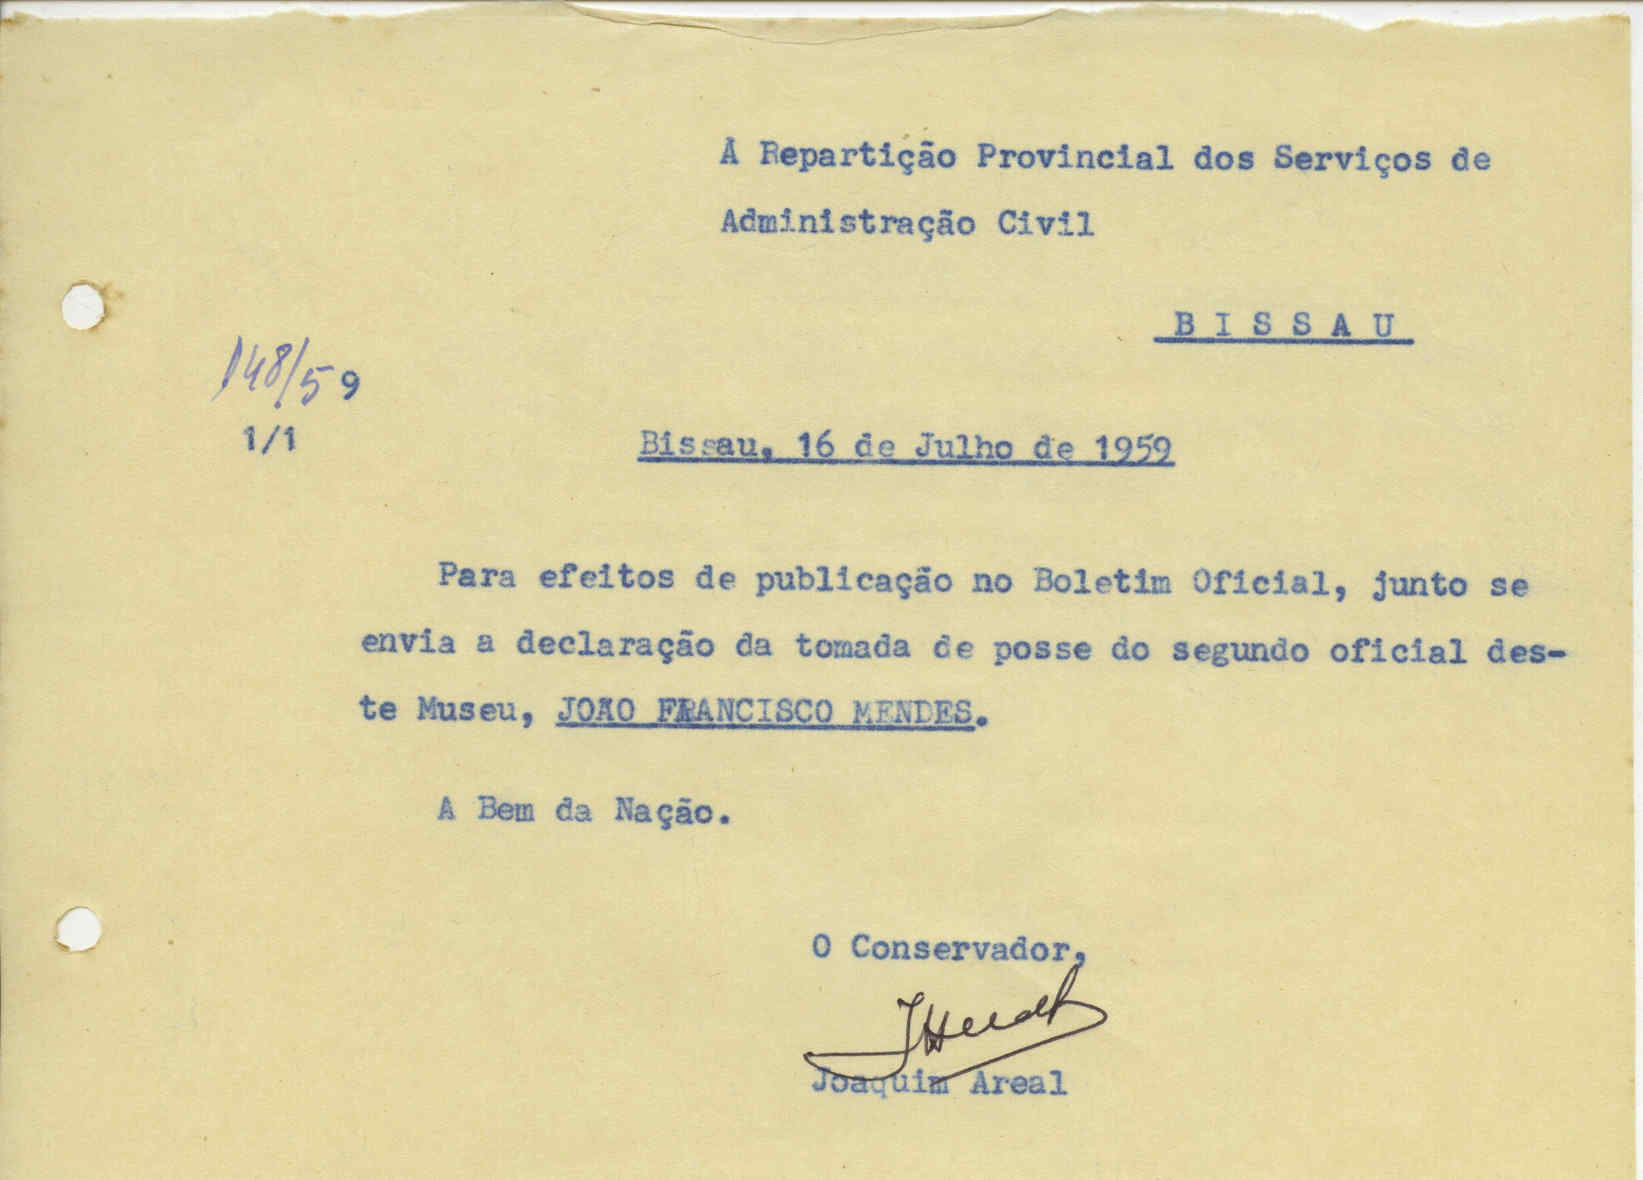 À Repartição Provincial dos Serviços de
Administração Civil
B I S S A U
148/59
1/1
Bissau, 16 de Julho de 1959
Para efeitos de publicação no Boletim Oficial, junto se
envia a declaração da tomada de posse do segundo oficial des-
te Museu, JOÃO FRANCISCO MENDES.
A Bem da Nação.
O Conservador,
Joaquim Areal